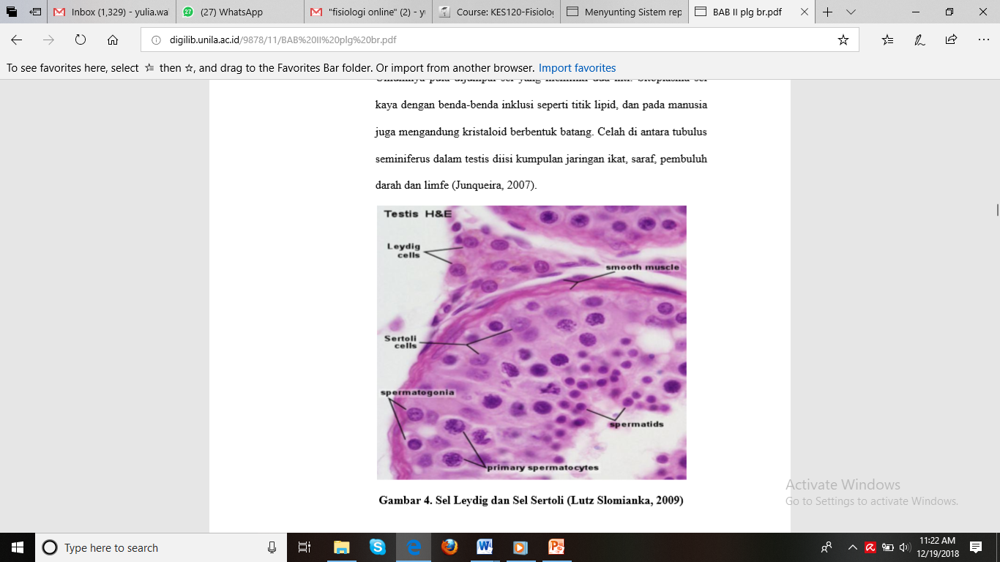 Inbox (1,329) - yulia.wa
(27) WhatsApp
"fisiologi online" (2) - yu
Course: KES120-Fisiolog
Menyunting Sistem rep
BAB II plg br.pdf
digilib.unila.ac.id/9878/11/BAB%20II%20plg%20br.pdf
To see favorites here, select then ☆, and drag to the Favorites Bar folder. Or import from another browser. Import favorites
kaya dengan benda-benda inklusi seperti titik lipid, dan pada manusia
juga mengandung kristaloid berbentuk batang. Celah di antara tubulus
seminiferus dalam testis diisi kumpulan jaringan ikat, saraf, pembuluh
darah dan limfe (Junqueira, 2007).
Testis H&E
Leydig
cells
smooth muscle
Sertoli
cells
spermatogonia
spermatids
primary spermatocytes
Gambar 4. Sel Leydig dan Sel Sertoli (Lutz Slomianka, 2009)
Activate Windows
Go to Settings to activate Windows.
Type here to search
11:22 AM
12/19/2018